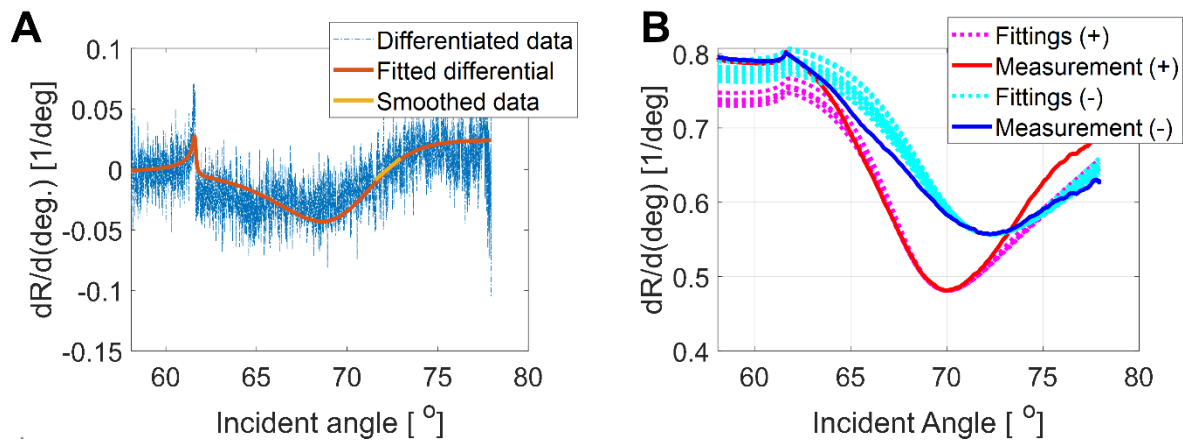 A
0.1
0.05
0
-0.05
-0.1
-0.15
dR/d(deg.) [1/deg]
60
65
70
75
80
Incident angle [ °]
Differentiated data
Fitted differential
Smoothed data
B
0.8
0.7
0.6
0.5
0.4
dR/d(deg) [1/deg]
60
65
70
75
80
Incident Angle [ °]
Fittings (+)
Measurement (+)
Fittings (-)
Measurement (-)